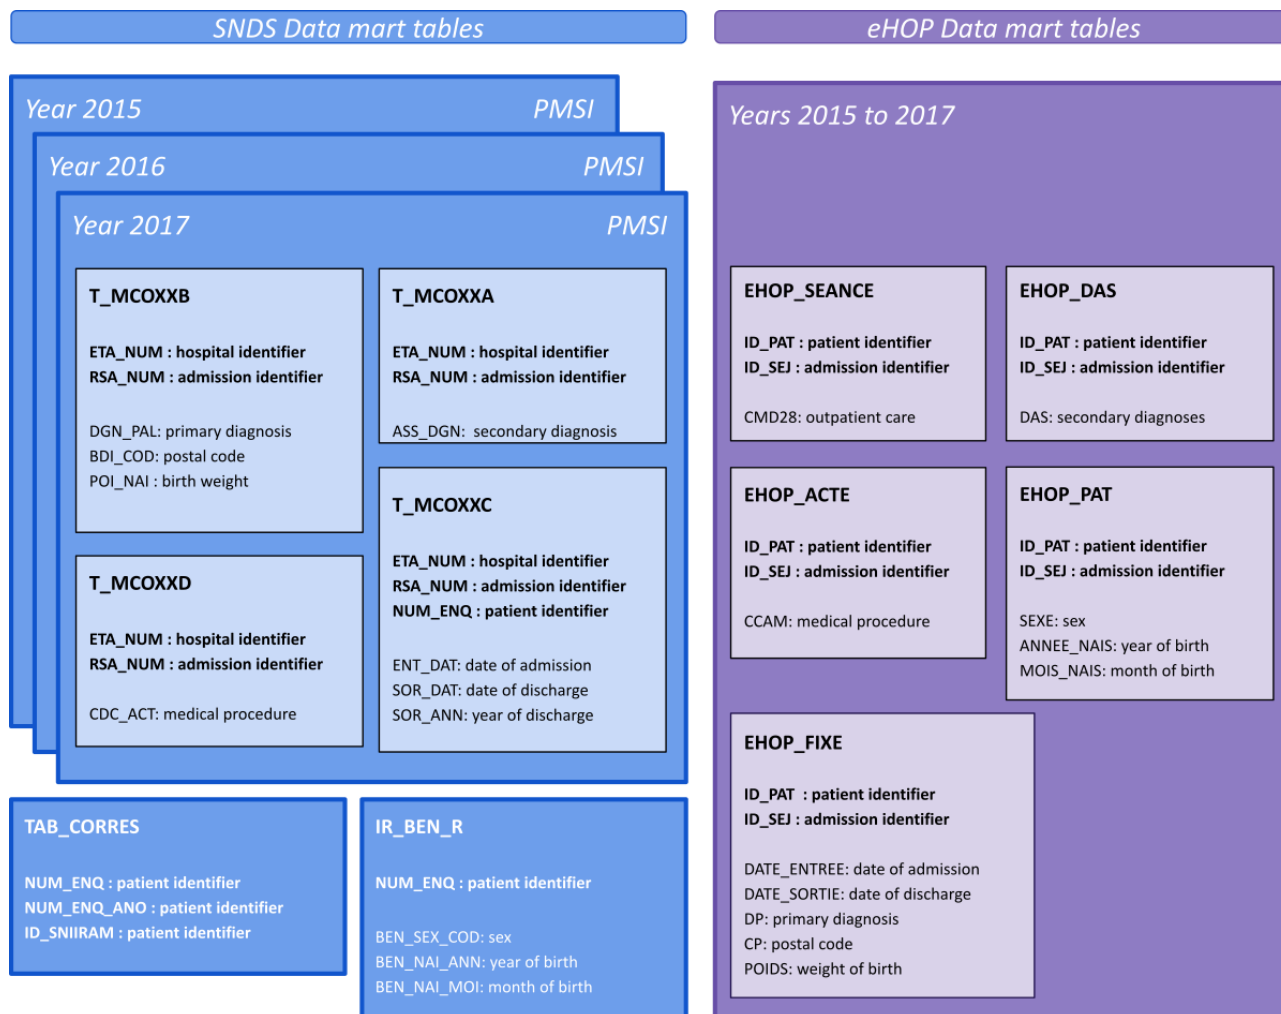 SNDS Data mart tables
Year 2015 PMSI
Year 2016 PMSI
Year 2017 PMSI
T_MCOXXB
ETA_NUM : hospital identifier
RSA_NUM : admission identifier
DGN_PAL: primary diagnosis
BDI_COD: postal code
POI_NAI : birth weight
T_MCOXXA
ETA_NUM : hospital identifier
RSA_NUM : admission identifier
ASS_DGN: secondary diagnosis
T_MCOXXD
ETA_NUM : hospital identifier
RSA_NUM : admission identifier
CDC_ACT: medical procedure
T_MCOXXC
ETA_NUM : hospital identifier
RSA_NUM : admission identifier
NUM_ENQ : patient identifier
ENT_DAT: date of admission
SOR_DAT: date of discharge
SOR_ANN: year of discharge
TAB_CORRES
NUM_ENQ : patient identifier
NUM_ENQ_ANO : patient identifier
ID_SNIIRAM : patient identifier
IR_BEN_R
NUM_ENQ : patient identifier
BEN_SEX_COD: sex
BEN_NAI_ANN: year of birth
BEN_NAI_MOI: month of birth
eHOP Data mart tables
Years 2015 to 2017
EHOP_SEANCE
ID_PAT : patient identifier
ID_SEJ : admission identifier
CMD28: outpatient care
EHOP_DAS
ID_PAT : patient identifier
ID_SEJ : admission identifier
DAS: secondary diagnoses
EHOP_ACTE
ID_PAT : patient identifier
ID_SEJ : admission identifier
CCAM: medical procedure
EHOP_PAT
ID_PAT : patient identifier
ID_SEJ : admission identifier
SEXE: sex
ANNEE_NAIS: year of birth
MOIS_NAIS: month of birth
EHOP_FIXE
ID_PAT : patient identifier
ID_SEJ : admission identifier
DATE_ENTREE: date of admission
DATE_SORTIE: date of discharge
DP: primary diagnosis
CP: postal code
POIDS: weight of birth